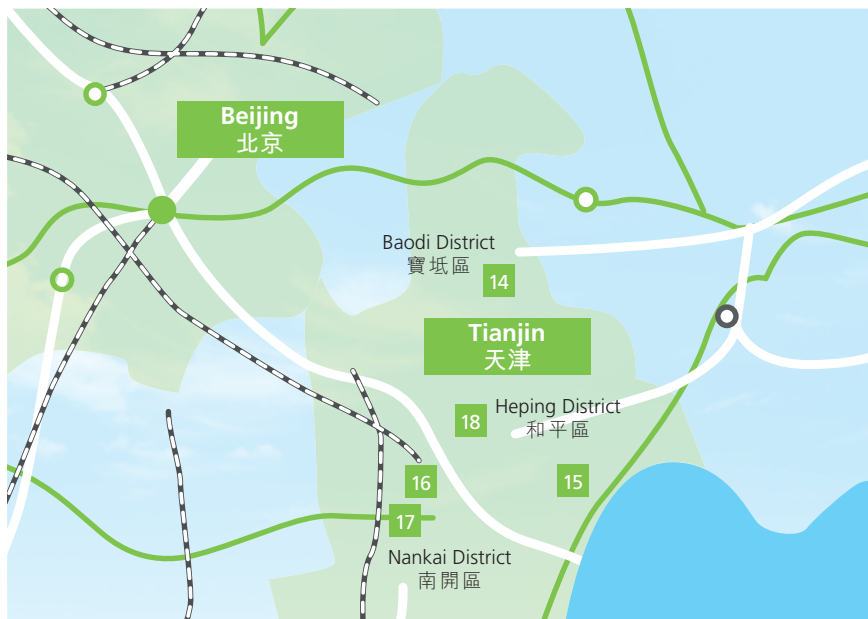 Beijing
北京
Baodi District
寶坻區
14
Tianjin
天津
Heping District
和平區
18
16
15
17
Nankai District
南開區